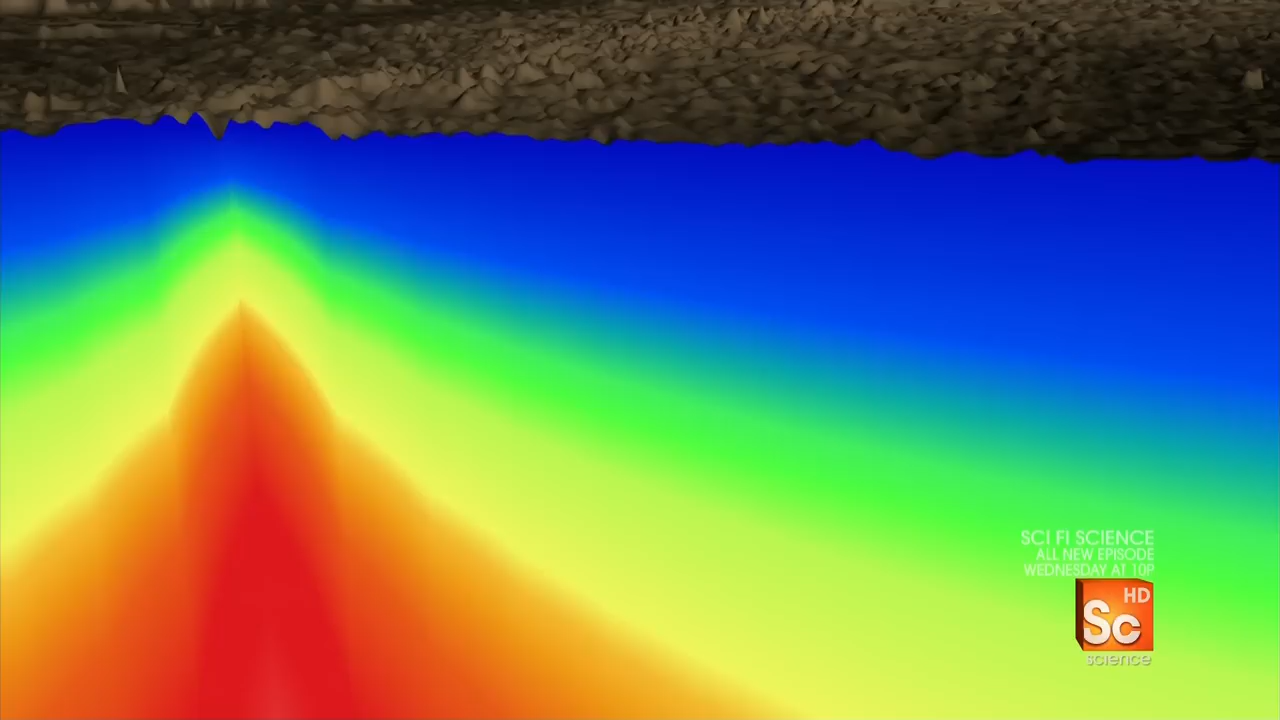 SCI FI SCIENCE
ALL NEW EPISODE
WEDNESDAY AT 10P
HD
Sc
science